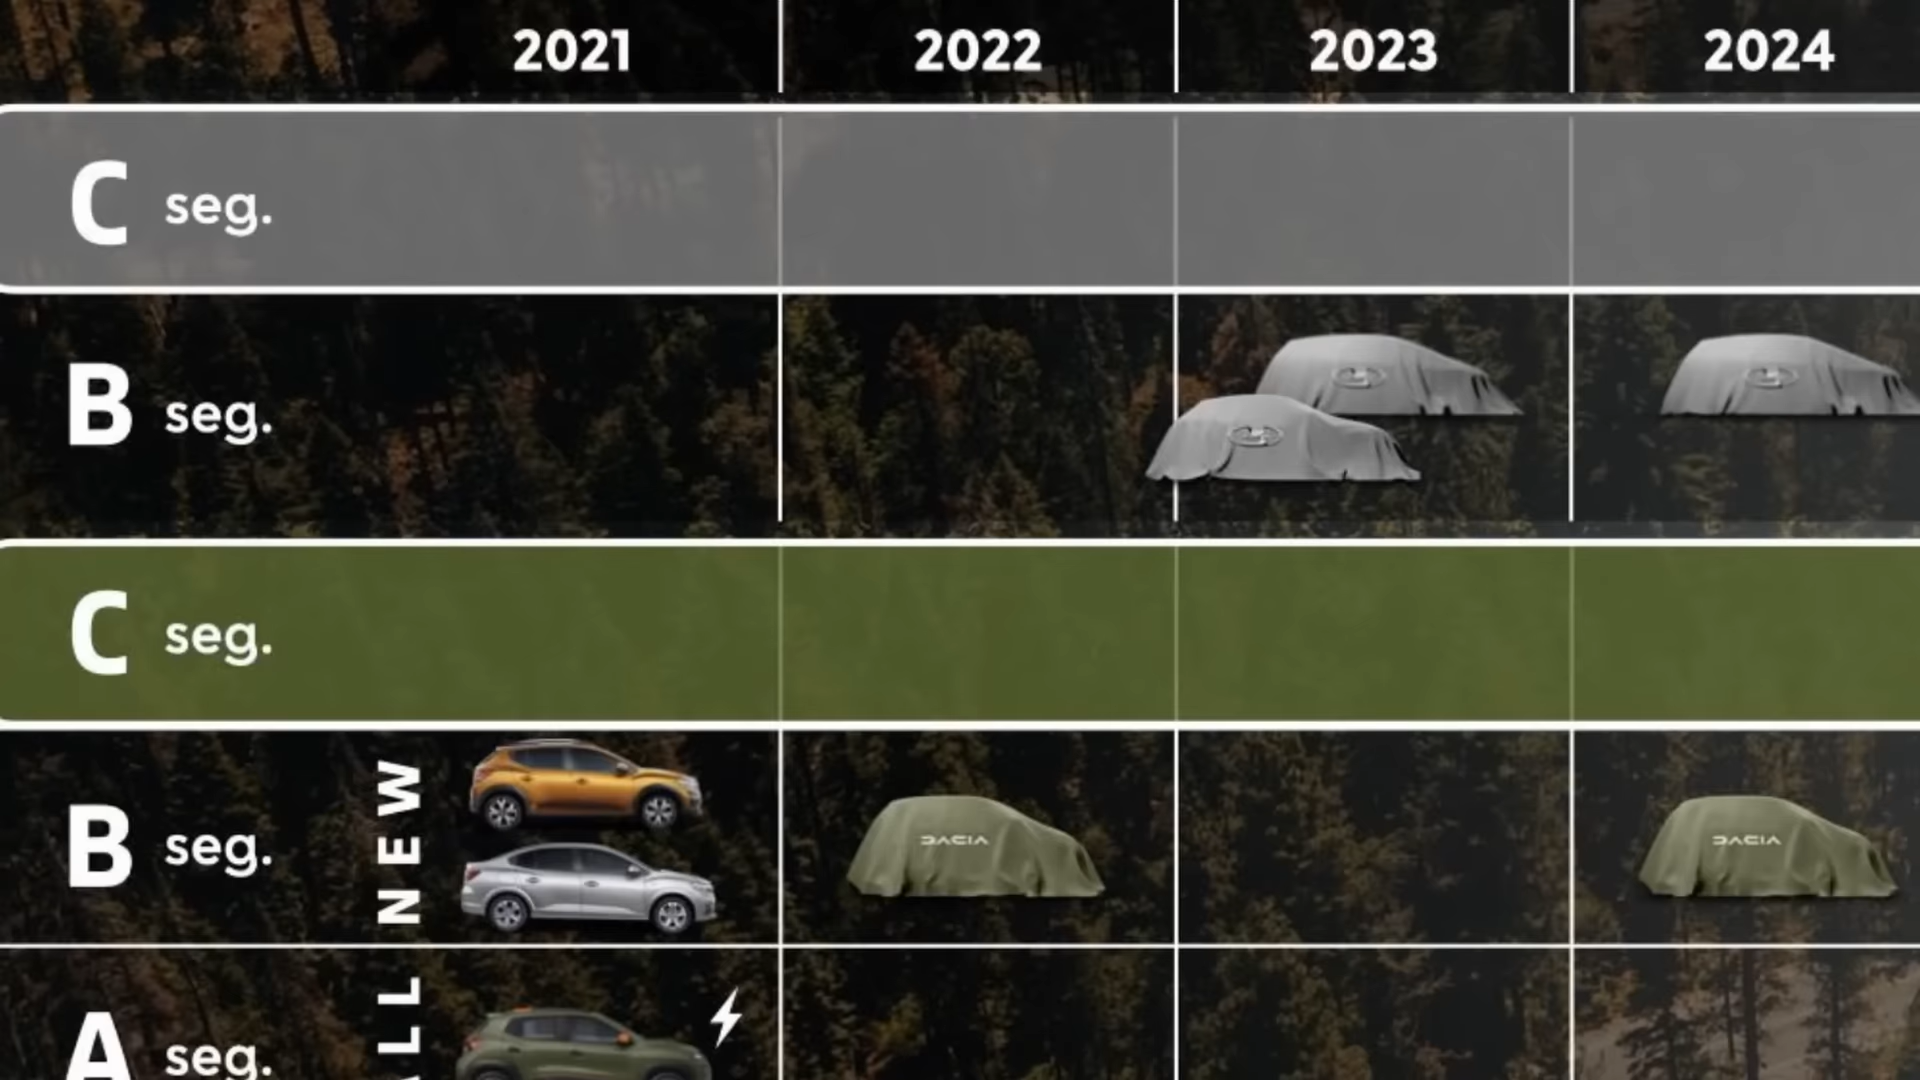 2021 2022 2023 2024
C seg.
B seg.
C seg.
B seg.
DACIA DACIA
A seg.
ALL NEW